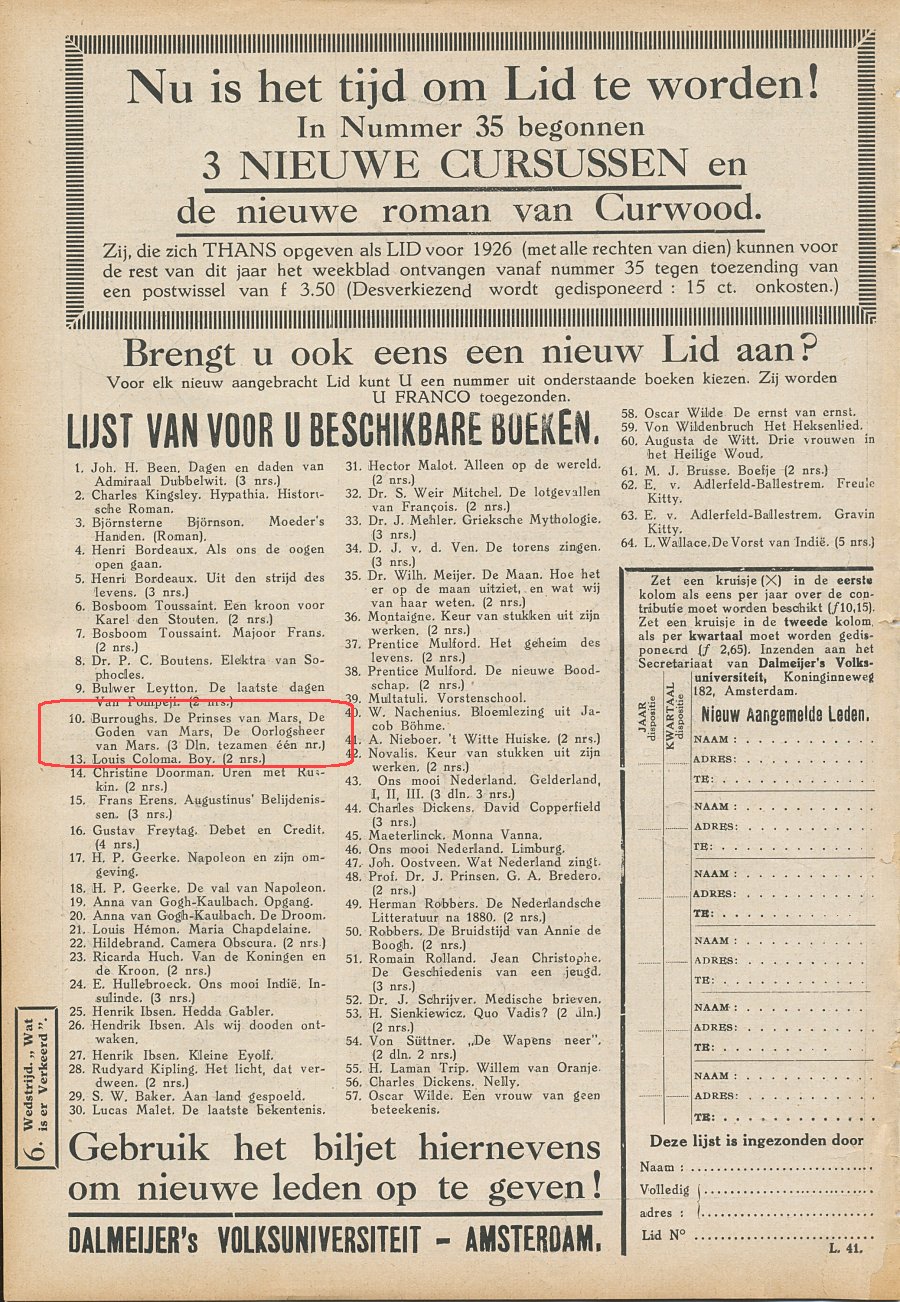 Nu is het tijd om Lid te worden!
In Nummer 35 begonnen
3 NIEUWE CURSUSSEN en
de nieuwe roman van Curwood.
Zij, die zich THANS opgeven als LID voor 1926 (met alle rechten van dien) kunnen voor
de rest van dit jaar het weekblad ontvangen vanaf nummer 35 tegen toezending van
een postwissel van f 3.50 (Desverkiezend wordt gedisponeerd : 15 ct. onkosten.)
Brengt u ook eens een nieuw Lid aan?
Voor elk nieuw aangebracht Lid kunt U een nummer uit onderstaande boeken kiezen. Zij worden
U FRANCO toegezonden.
LIJST VAN VOOR U BESCHIKBARE BOEKEN.
1. Joh. H. Been. Dagen en daden van
Admiraal Dubbelwit. (3 nrs.)
2. Charles Kingsley. Hypathia. Histori-
sche Roman.
3. Björnsterne Björnson. Moeder's
Handen. (Roman).
4. Henri Bordeaux. Als ons de oogen
open gaan.
5. Henri Bordeaux. Uit den strijd des
levens. (3 nrs.)
6. Bosboom Toussaint. Een kroon voor
Karel den Stouten. (2 nrs.)
7. Bosboom Toussaint. Majoor Frans.
(2 nrs.)
8. Dr. P. C. Boutens. Elektra van So-
phocles.
9. Bulwer Leytton. De laatste dagen
Van Pompeji. (2 nrs.)
10. Burroughs. De Prinses van Mars, De
Goden van Mars, De Oorlogsheer
van Mars. (3 Dln, tezamen één nr.)
13. Louis Coloma. Boy. (2 nrs.)
14. Christine Doorman. Uren met Rus-
kin. (2 nrs.)
15. Frans Erens. Augustinus' Belijdenis-
sen. (3 nrs.)
16. Gustav Freytag. Debet en Credit.
(4 nrs.)
17. H. P. Geerke. Napoleon en zijn om-
geving.
18. H. P. Geerke. De val van Napoleon.
19. Anna van Gogh-Kaulbach. Opgang.
20. Anna van Gogh-Kaulbach. De Droom.
21. Louis Hémon. Maria Chapdelaine.
22. Hildebrand. Camera Obscura. (2 nrs.)
23. Ricarda Huch. Van de Koningen en
de Kroon. (2 nrs.)
24. E. Hullebroeck. Ons mooi Indië. In-
sulinde. (3 nrs.)
25. Henrik Ibsen. Hedda Gabler.
26. Hendrik Ibsen. Als wij dooden ont-
waken.
27. Henrik Ibsen. Kleine Eyolf.
28. Rudyard Kipling. Het licht, dat ver-
dween. (2 nrs.)
29. S. W. Baker. Aan land gespoeld.
30. Lucas Malet. De laatste bekentenis.
31. Hector Malot. Alleen op de wereld.
(2 nrs.)
32. Dr. S. Weir Mitchel. De lotgevallen
van François. (2 nrs.)
33. Dr. J. Mehler. Grieksche Mythologie.
(3 nrs.)
34. D. J. v. d. Ven. De torens zingen.
(3 nrs.)
35. Dr. Wilh. Meijer. De Maan. Hoe het
er op de maan uitziet, en wat wij
van haar weten. (2 nrs.)
36. Montaigne. Keur van stukken uit zijn
werken. (2 nrs.)
37. Prentice Mulford. Het geheim des
levens. (2 nrs.)
38. Prentice Mulford. De nieuwe Bood-
schap. (2 nrs.)
39. Multatuli. Vorstenschool.
40. W. Nachenius. Bloemlezing uit Ja-
cob Böhme.
41. A. Nieboer. 't Witte Huiske. (2 nrs.)
42. Novalis. Keur van stukken uit zijn
werken. (2 nrs.)
43. Ons mooi Nederland. Gelderland,
I, II, III. (3 dln. 3 nrs.)
44. Charles Dickens. David Copperfield
(3 nrs.)
45. Maeterlinck. Monna Vanna.
46. Ons mooi Nederland. Limburg.
47. Joh. Oostveen. Wat Nederland zingt.
48. Prof. Dr. J. Prinsen. G. A. Bredero.
(2 nrs.)
49. Herman Robbers. De Nederlandsche
Litteratuur na 1880. (2 nrs.)
50. Robbers. De Bruidstijd van Annie de
Boogh. (2 nrs.)
51. Romain Rolland. Jean Christophe.
De Geschiedenis van een jeugd.
(3 nrs.)
52. Dr. J. Schrijver. Medische brieven.
53. H. Sienkiewicz. Quo Vadis? (2 dln.)
(2 nrs.)
54. Von Süttner. „De Wapens neer".
(2 dln. 2 nrs.)
55. H. Laman Trip. Willem van Oranje.
56. Charles Dickens. Nelly.
57. Oscar Wilde. Een vrouw van geen
beteekenis.
58. Oscar Wilde De ernst van ernst.
59. Von Wildenbruch Het Heksenlied.
60. Augusta de Witt. Drie vrouwen in
het Heilige Woud.
61. M. J. Brusse. Boefje (2 nrs.)
62. E. v. Adlerfeld-Ballestrem. Freule
Kitty.
63. E. v. Adlerfeld-Ballestrem. Gravin
Kitty.
64. L. Wallace. De Vorst van Indië. (5 nrs.)
Zet een kruisje (X) in de eerste
kolom als eens per jaar over de con-
tributie moet worden beschikt (f 10,15).
Zet een kruisje in de tweede kolom
als per kwartaal moet worden gedis-
poneerd (f 2,65). Inzenden aan het
Secretariaat van Dalmeijer's Volks-
universiteit, Koninginneweg
182, Amsterdam.
JAAR
dispositie
KWARTAAL
dispositie
Nieuw Aangemelde Leden.
NAAM :
ADRES:
TE:
NAAM :
ADRES:
TE:
NAAM :
ADRES:
TE:
NAAM :
ADRES:
TE:
NAAM :
ADRES:
TE:
NAAM :
ADRES:
TE:
Deze lijst is ingezonden door
Naam :
Volledig
adres :
Lid Nº
L. 41.
6. Wedstrijd. „Wat
is er Verkeerd".
Gebruik het biljet hiernevens
om nieuwe leden op te geven!
DALMEIJER's VOLKSUNIVERSITEIT – AMSTERDAM.